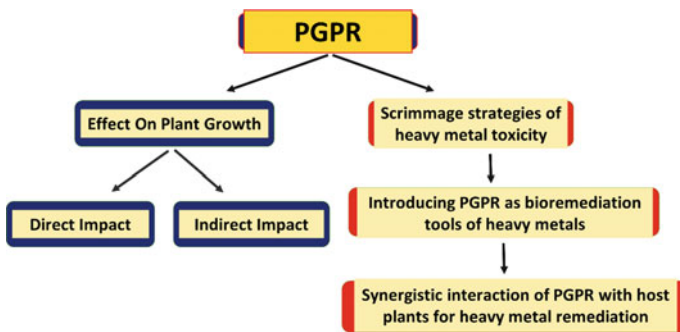 PGPR
Effect On Plant Growth
Scrimmage strategies of
heavy metal toxicity
Direct Impact
Indirect Impact
Introducing PGPR as bioremediation
tools of heavy metals
Synergistic interaction of PGPR with host
plants for heavy metal remediation